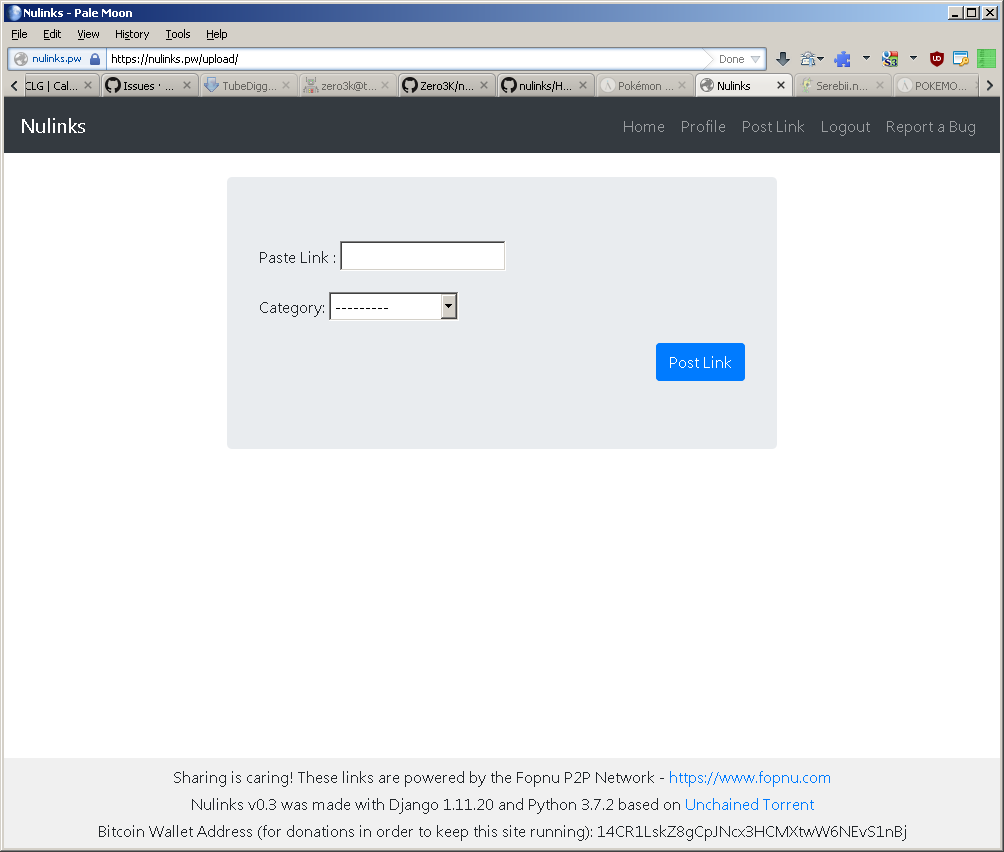 Nulinks - Pale Moon
File Edit View History Tools Help
nulinks.pw https://nulinks.pw/upload/ Done
CLG | Cal... Issues · ... TubeDigg... zero3k@t... Zero3K/n... nulinks/H... Pokémon ... Nulinks Serebii.n... POKEMO...
Nulinks Home Profile Post Link Logout Report a Bug
Paste Link :
Category: ---------
Post Link
Sharing is caring! These links are powered by the Fopnu P2P Network - https://www.fopnu.com
Nulinks v0.3 was made with Django 1.11.20 and Python 3.7.2 based on Unchained Torrent
Bitcoin Wallet Address (for donations in order to keep this site running): 14CR1LskZ8gCpJNcx3HCMXtwW6NEvS1nBj